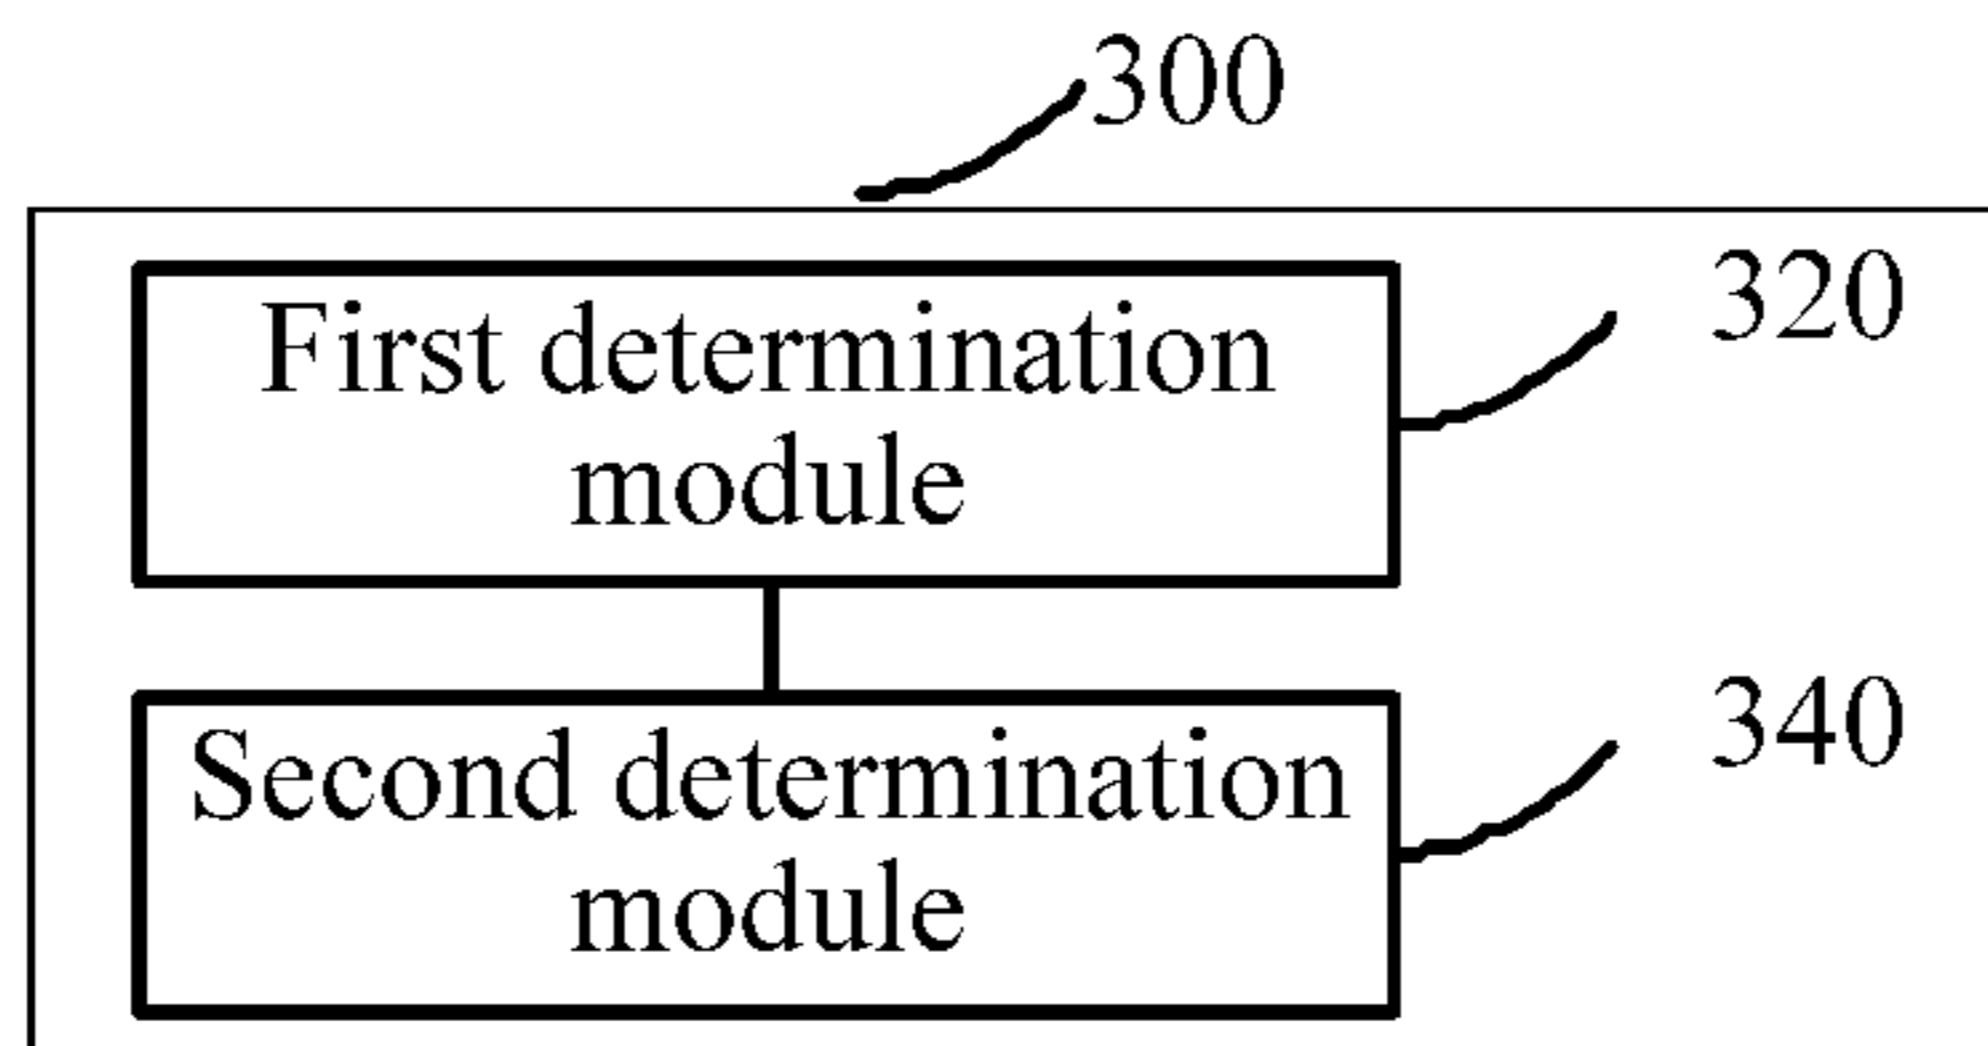 300
First determination
module
320
Second determination
module
340